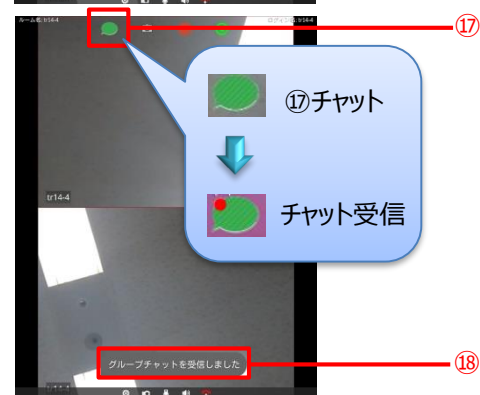 ルーム名: tr14-4
⑰
⑰チャット
チャット受信
tr14-4
グループチャットを受信しました
⑱
tr14-4